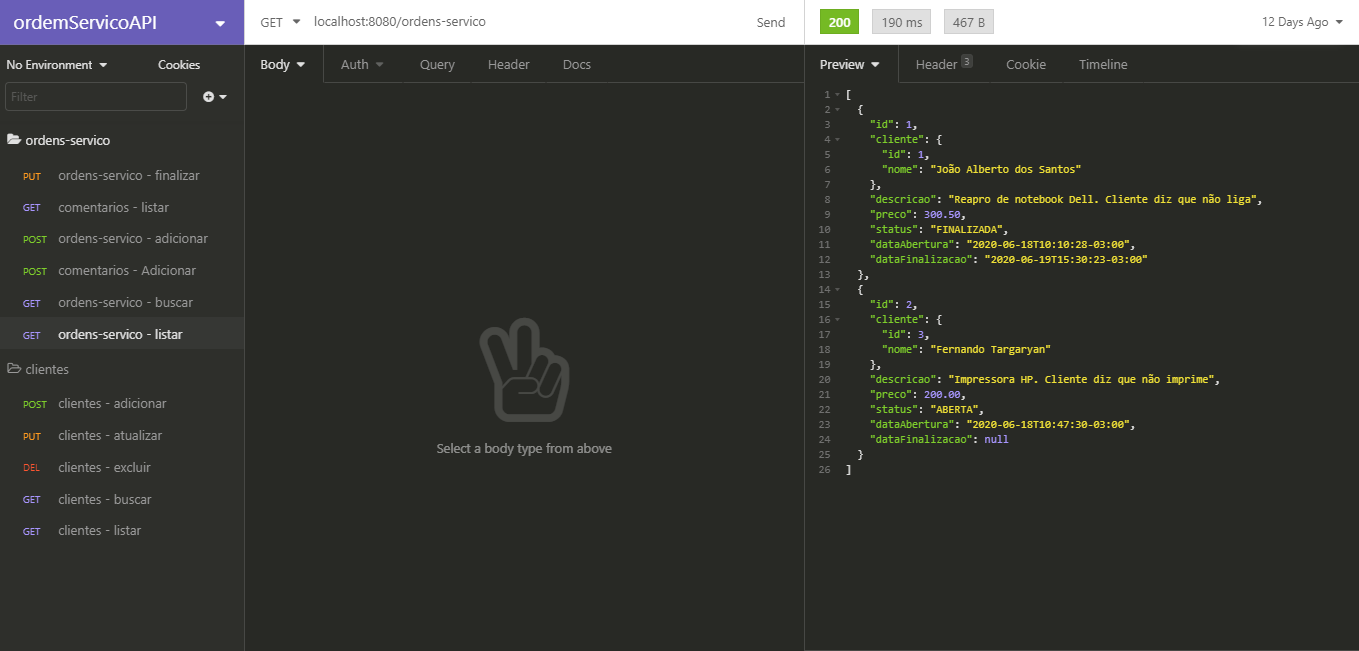 ordemServicoAPI
No Environment Cookies
Filter
ordens-servico
PUT ordens-servico - finalizar
GET comentarios - listar
POST ordens-servico - adicionar
POST comentarios - Adicionar
GET ordens-servico - buscar
GET ordens-servico - listar
clientes
POST clientes - adicionar
PUT clientes - atualizar
DEL clientes - excluir
GET clientes - buscar
GET clientes - listar
GET localhost:8080/ordens-servico Send
Body Auth Query Header Docs
Select a body type from above
200 190 ms 467 B 12 Days Ago
Preview Header 3 Cookie Timeline
1 [
2 {
3 "id": 1,
4 "cliente": {
5 "id": 1,
6 "nome": "João Alberto dos Santos"
7 },
8 "descricao": "Reapro de notebook Dell. Cliente diz que não liga",
9 "preco": 300.50,
10 "status": "FINALIZADA",
11 "dataAbertura": "2020-06-18T10:10:28-03:00",
12 "dataFinalizacao": "2020-06-19T15:30:23-03:00"
13 },
14 {
15 "id": 2,
16 "cliente": {
17 "id": 3,
18 "nome": "Fernando Targaryan"
19 },
20 "descricao": "Impressora HP. Cliente diz que não imprime",
21 "preco": 200.00,
22 "status": "ABERTA",
23 "dataAbertura": "2020-06-18T10:47:30-03:00",
24 "dataFinalizacao": null
25 }
26 ]